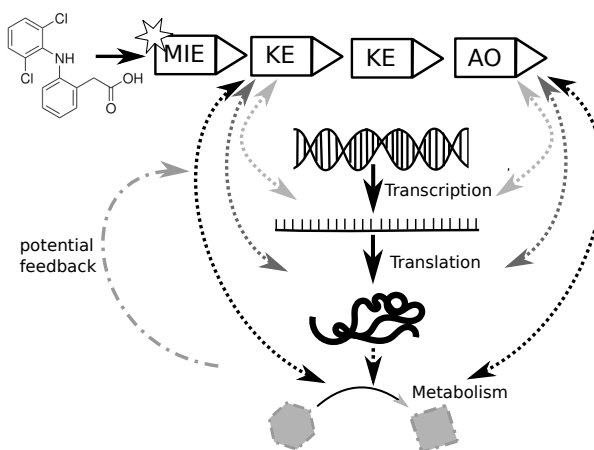 Cl
NH
Cl
OH
O
MIE
KE
KE
AO
Transcription
Translation
potential
feedback
Metabolism